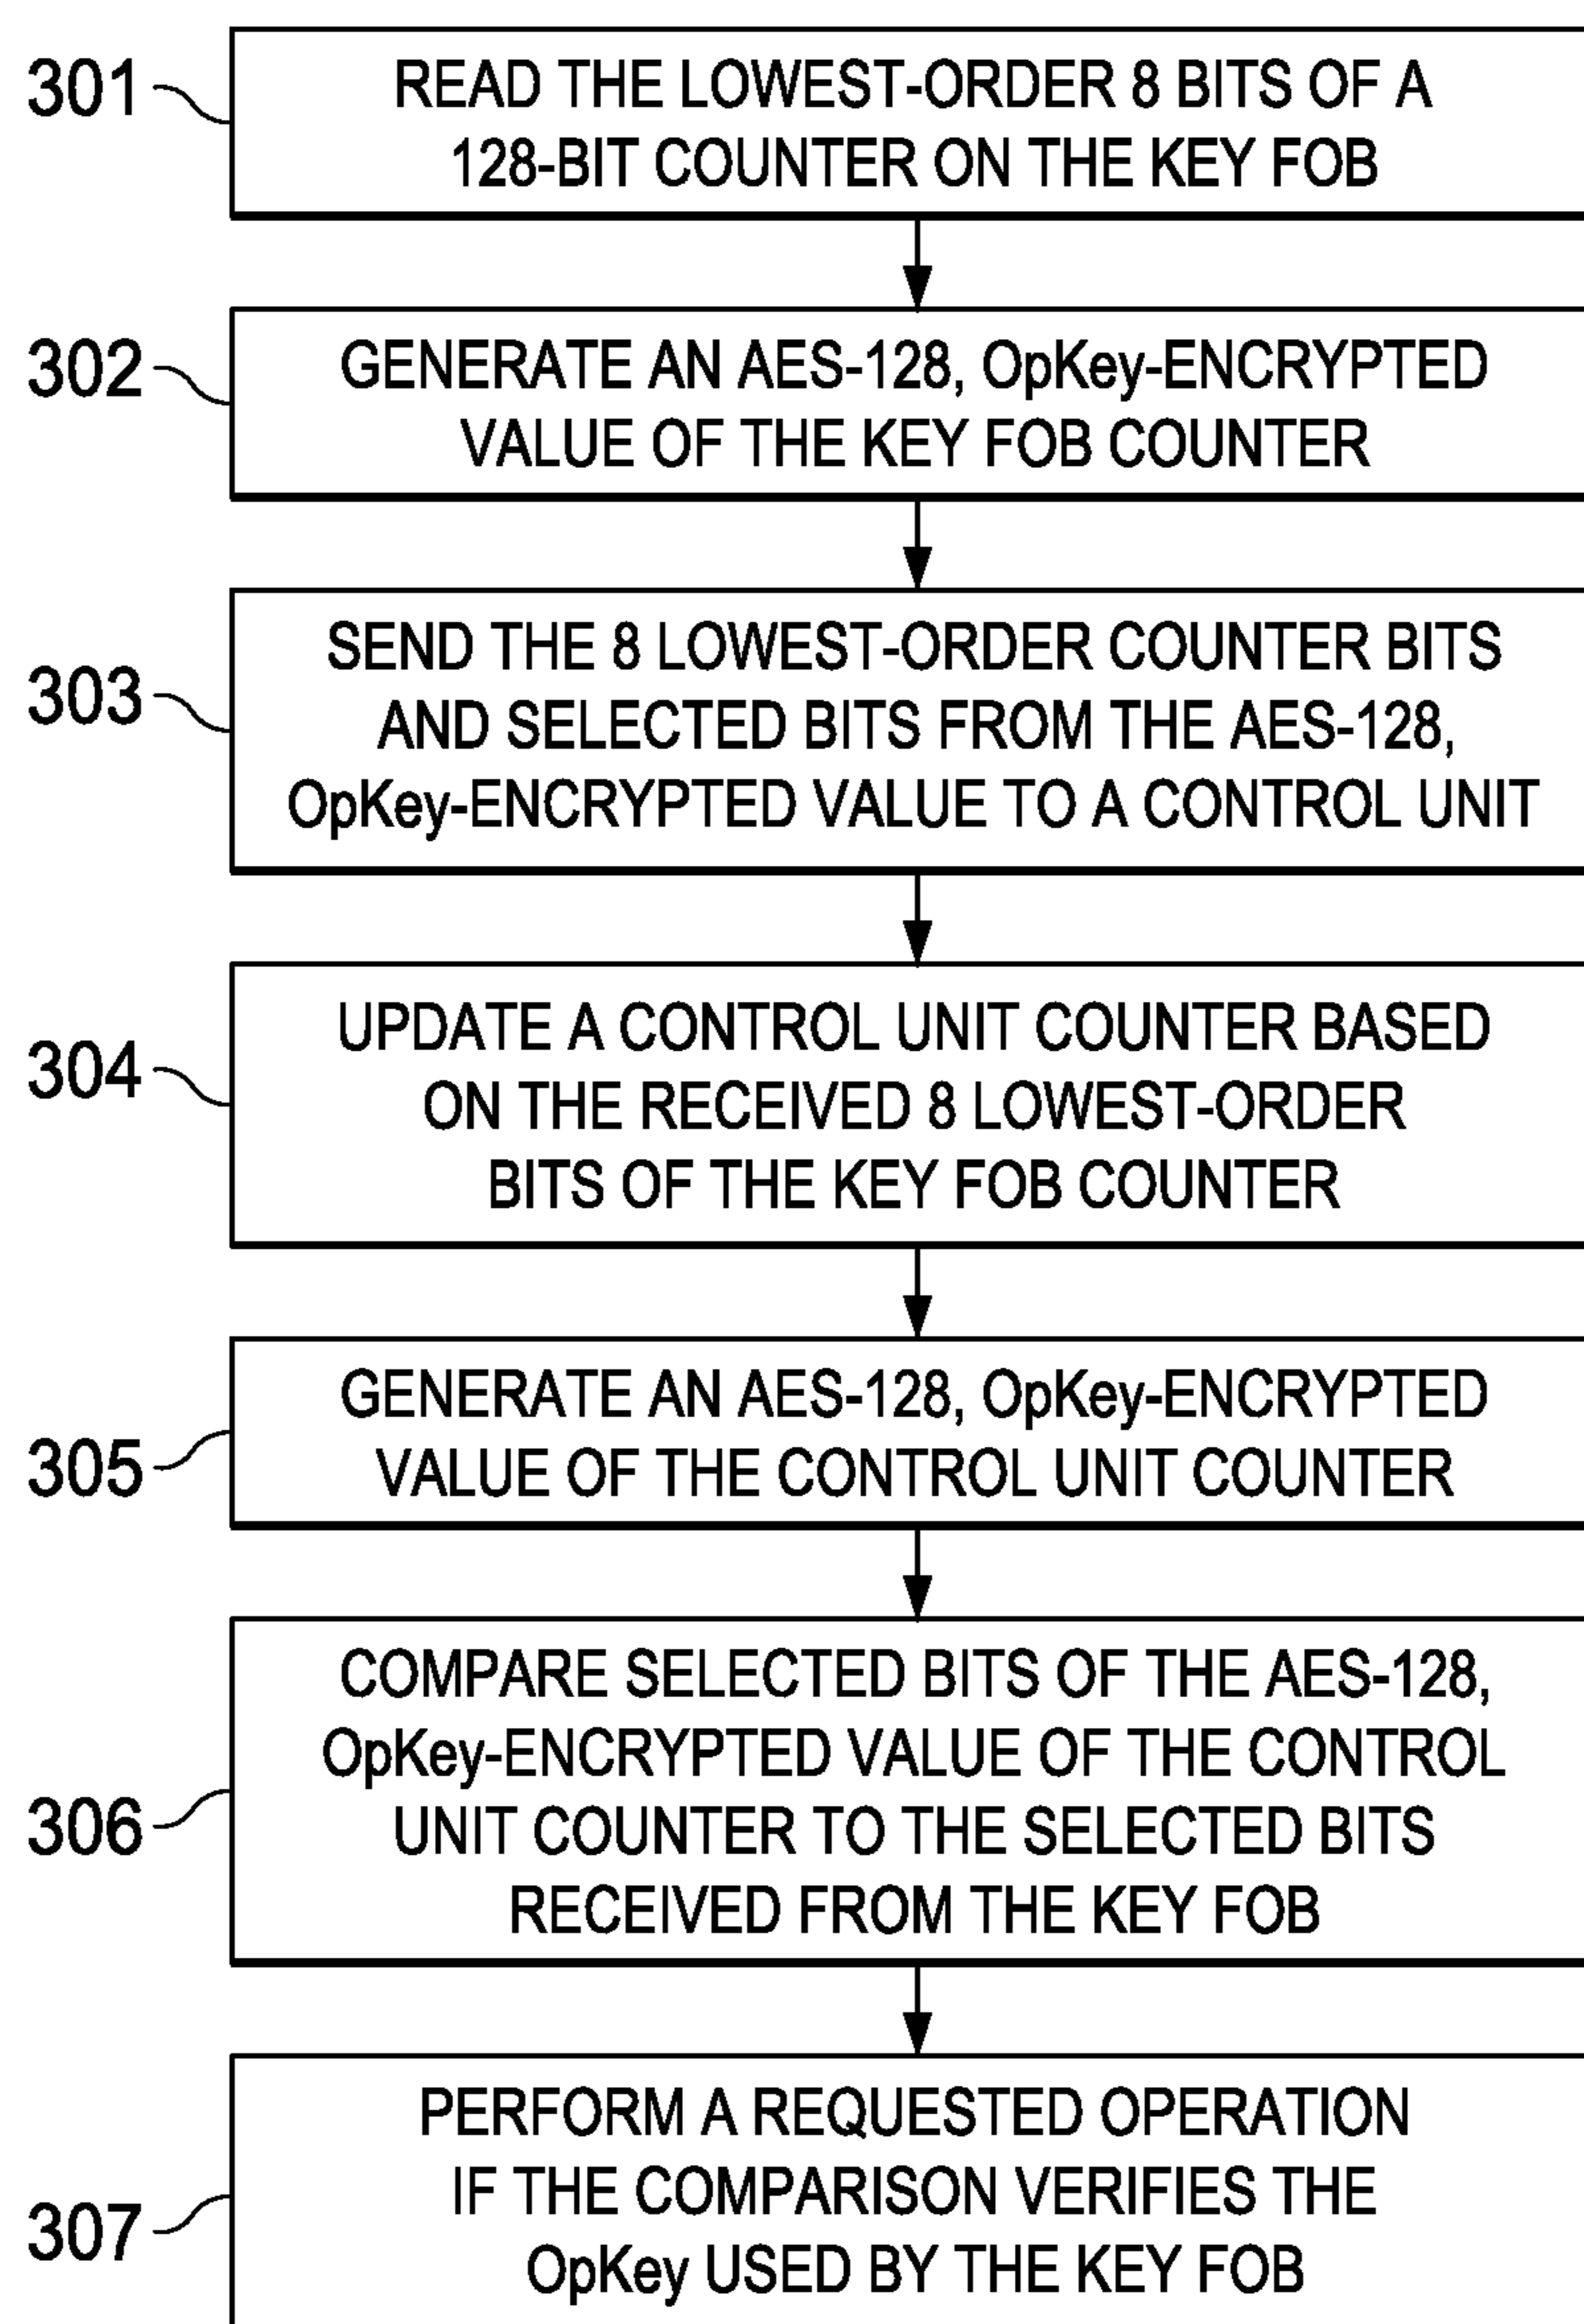 301
READ THE LOWEST-ORDER 8 BITS OF A
128-BIT COUNTER ON THE KEY FOB
302
GENERATE AN AES-128, OpKey-ENCRYPTED
VALUE OF THE KEY FOB COUNTER
303
SEND THE 8 LOWEST-ORDER COUNTER BITS
AND SELECTED BITS FROM THE AES-128,
OpKey-ENCRYPTED VALUE TO A CONTROL UNIT
304
UPDATE A CONTROL UNIT COUNTER BASED
ON THE RECEIVED 8 LOWEST-ORDER
BITS OF THE KEY FOB COUNTER
305
GENERATE AN AES-128, OpKey-ENCRYPTED
VALUE OF THE CONTROL UNIT COUNTER
306
COMPARE SELECTED BITS OF THE AES-128,
OpKey-ENCRYPTED VALUE OF THE CONTROL
UNIT COUNTER TO THE SELECTED BITS
RECEIVED FROM THE KEY FOB
307
PERFORM A REQUESTED OPERATION
IF THE COMPARISON VERIFIES THE
OpKey USED BY THE KEY FOB